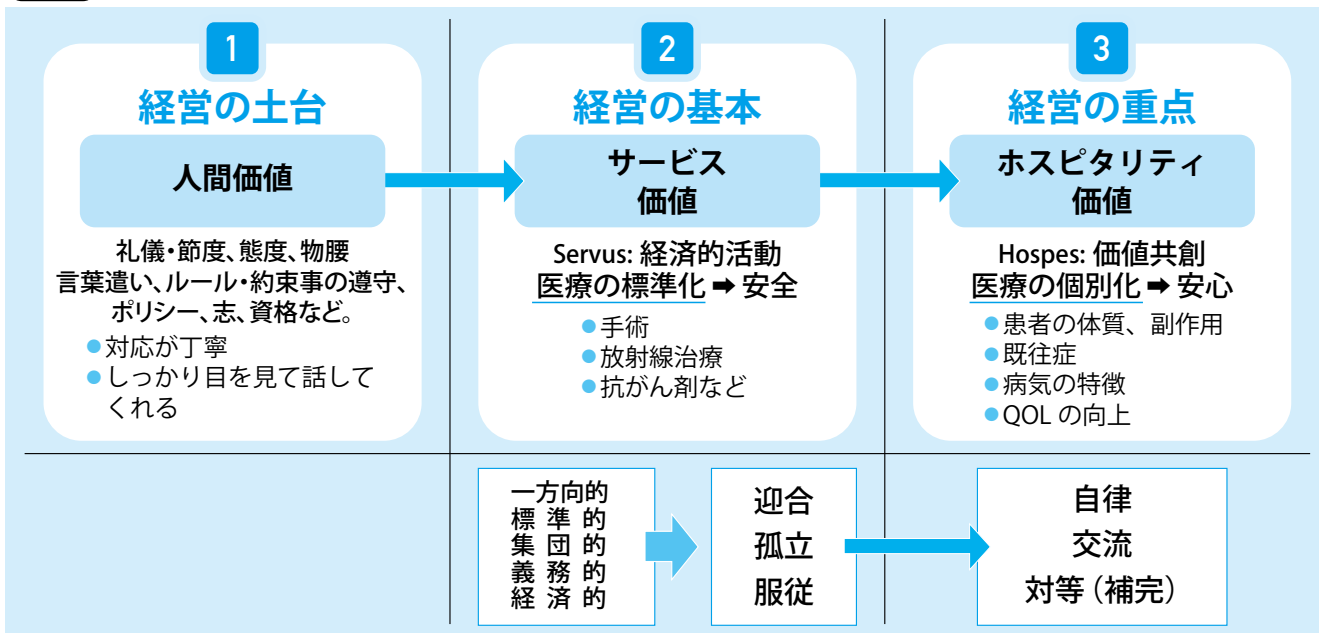 1
経営の土台
人間価値
礼儀・節度、態度、物腰
言葉遣い、ルール・約束事の遵守、
ポリシー、志、資格など。
●対応が丁寧
●しっかり目を見て話して
くれる
2
経営の基本
サービス
価値
Servus: 経済的活動
医療の標準化➡安全
●手術
●放射線治療
●抗がん剤など
3
経営の重点
ホスピタリティ
価値
Hospes: 価値共創
医療の個別化➡安心
●患者の体質、副作用
●既往症
●病気の特徴
●QOL の向上
一方向的
標準的
集団的
義務的
経済的
迎合
孤立
服従
自律
交流
対等（補完）